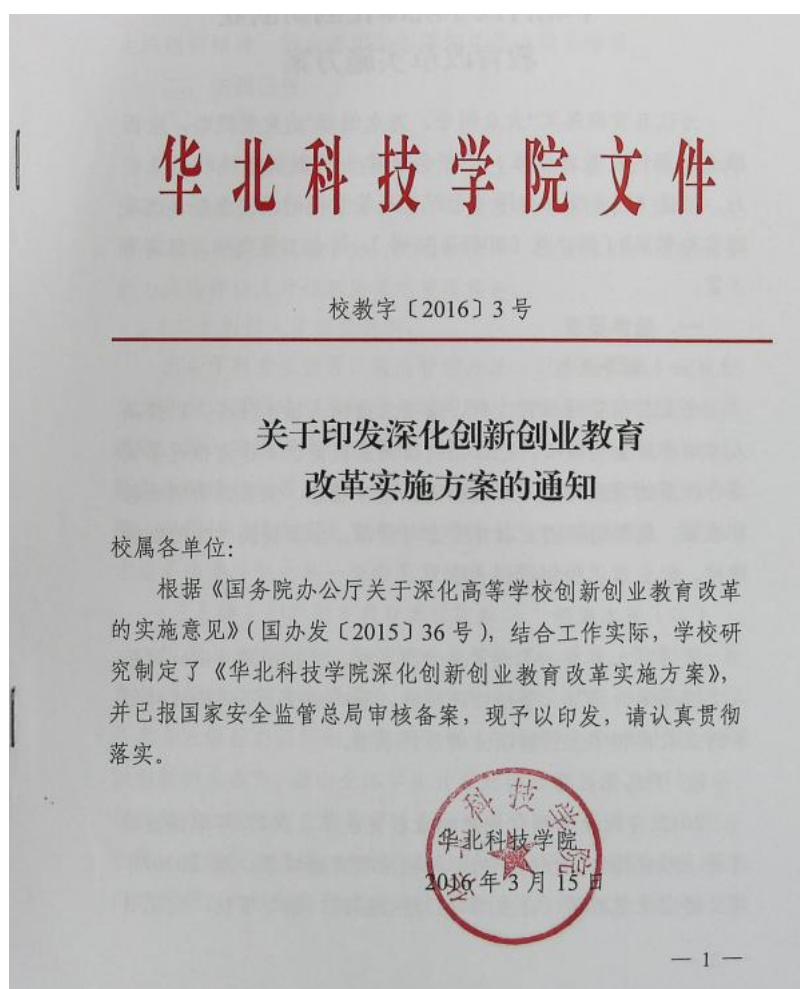 华北科技学院文件
校教字〔2016〕3号
关于印发深化创新创业教育
改革实施方案的通知
校属各单位:
根据《国务院办公厅关于深化高等学校创新创业教育改革
的实施意见》(国办发〔2015〕36号),结合工作实际,学校研
究制定了《华北科技学院深化创新创业教育改革实施方案》,
并已报国家安全监管总局审核备案,现予以印发,请认真贯彻
落实。
华北科技学院
华北科技学院
2016年3月15日
— 1 —